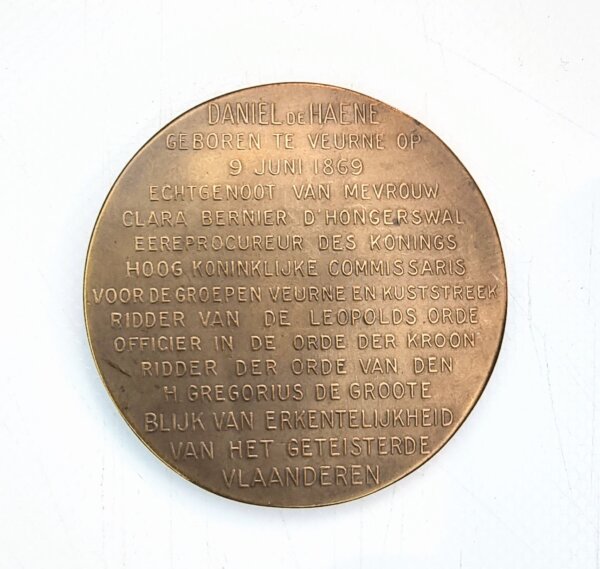 DANIËL DE HAENE
GEBOREN TE VEURNE OP
9 JUNI 1869
ECHTGENOOT VAN MEVROUW
CLARA BERNIER D'HONGERSWAL
EEREPROCUREUR DES KONINGS
HOOG KONINKLIJKE COMMISSARIS
VOOR DE GROEPEN VEURNE EN KUSTSTREEK
RIDDER VAN DE LEOPOLDS ORDE
OFFICIER IN DE ORDE DER KROON
RIDDER DER ORDE VAN DEN
H. GREGORIUS DE GROOTE
BLIJK VAN ERKENTELIJKHEID
VAN HET GETEISTERDE
VLAANDEREN